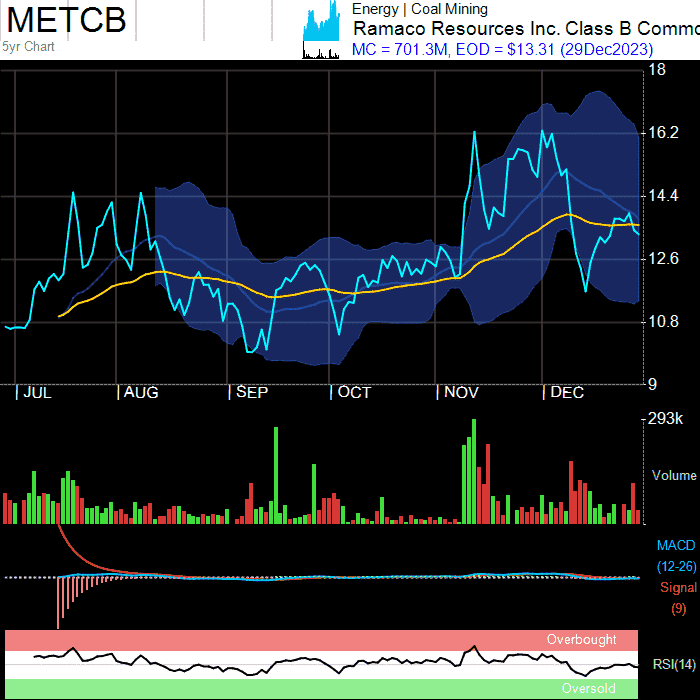 METCB
5yr Chart
Energy | Coal Mining
Ramaco Resources Inc. Class B Commo
MC = 701.3M, EOD = $13.31 (29Dec2023)
18
16.2
14.4
12.6
10.8
9
JUL AUG SEP OCT NOV DEC
293k
Volume
MACD
(12-26)
Signal
(9)
Overbought
RSI(14)
Oversold